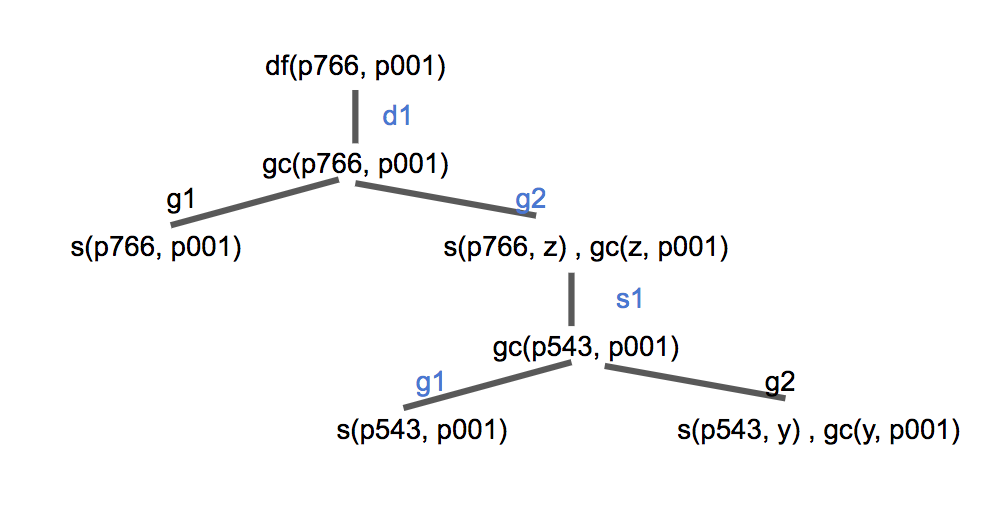 df(p766, p001)
d1
gc(p766, p001)
g1
g2
s(p766, p001)
s(p766, z) , gc(z, p001)
s1
gc(p543, p001)
g1
g2
s(p543, p001)
s(p543, y) , gc(y, p001)